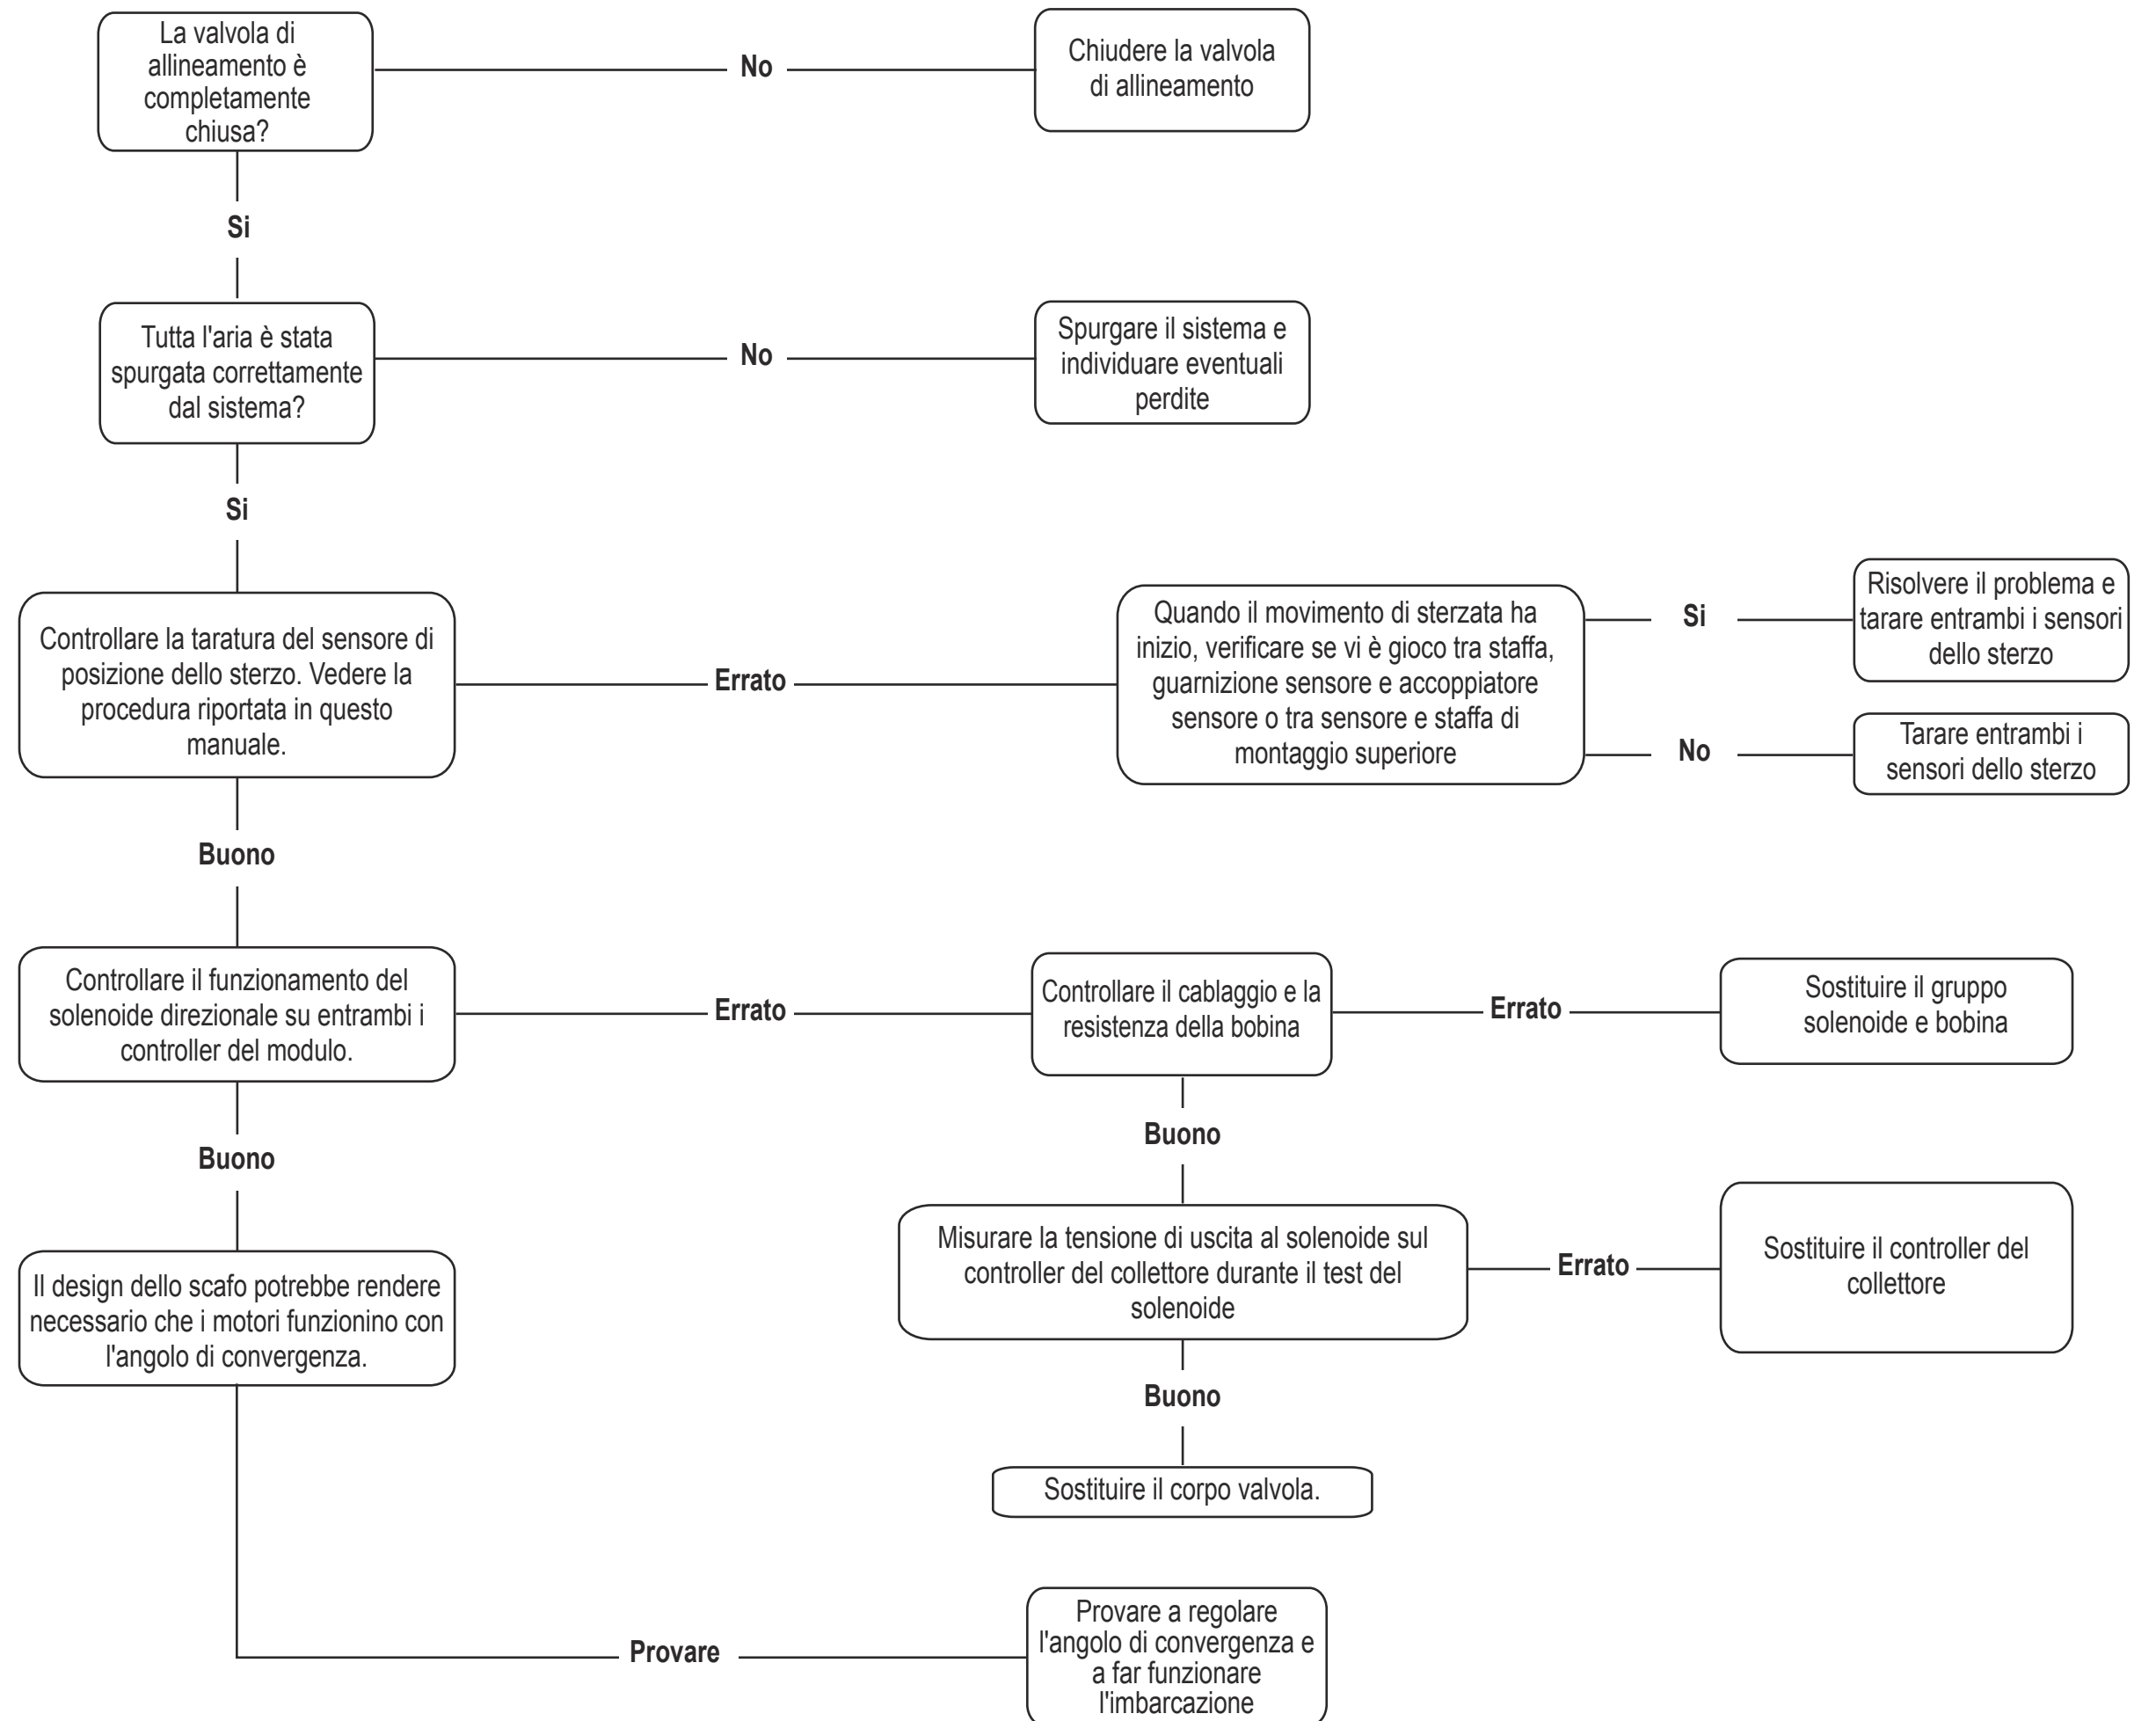 La valvola di
allineamento è
completamente
chiusa?
No
Chiudere la valvola
di allineamento
Si
Tutta l'aria è stata
spurgata correttamente
dal sistema?
No
Spurgare il sistema e
individuare eventuali
perdite
Si
Controllare la taratura del sensore di
posizione dello sterzo. Vedere la
procedura riportata in questo
manuale.
Errato
Quando il movimento di sterzata ha
inizio, verificare se vi è gioco tra staffa,
guarnizione sensore e accoppiatore
sensore o tra sensore e staffa di
montaggio superiore
Si
Risolvere il problema e
tarare entrambi i sensori
dello sterzo
No
Tarare entrambi i
sensori dello sterzo
Buono
Controllare il funzionamento del
solenoide direzionale su entrambi i
controller del modulo.
Errato
Controllare il cablaggio e la
resistenza della bobina
Errato
Sostituire il gruppo
solenoide e bobina
Buono
Buono
Misurare la tensione di uscita al solenoide sul
controller del collettore durante il test del
solenoide
Errato
Sostituire il controller del
collettore
Il design dello scafo potrebbe rendere
necessario che i motori funzionino con
l'angolo di convergenza.
Buono
Sostituire il corpo valvola.
Provare
Provare a regolare
l'angolo di convergenza e
a far funzionare
l'imbarcazione